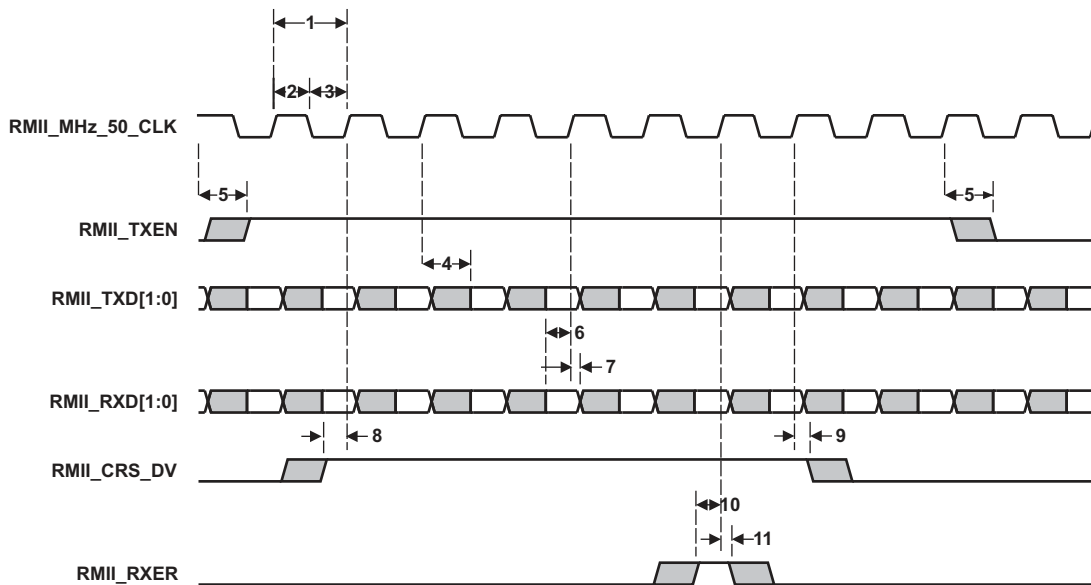 1
2 3
RMII_MHz_50_CLK
5 5
RMII_TXEN
4
RMII_TXD[1:0]
6
7
RMII_RXD[1:0]
8 9
RMII_CRS_DV
10
11
RMII_RXER